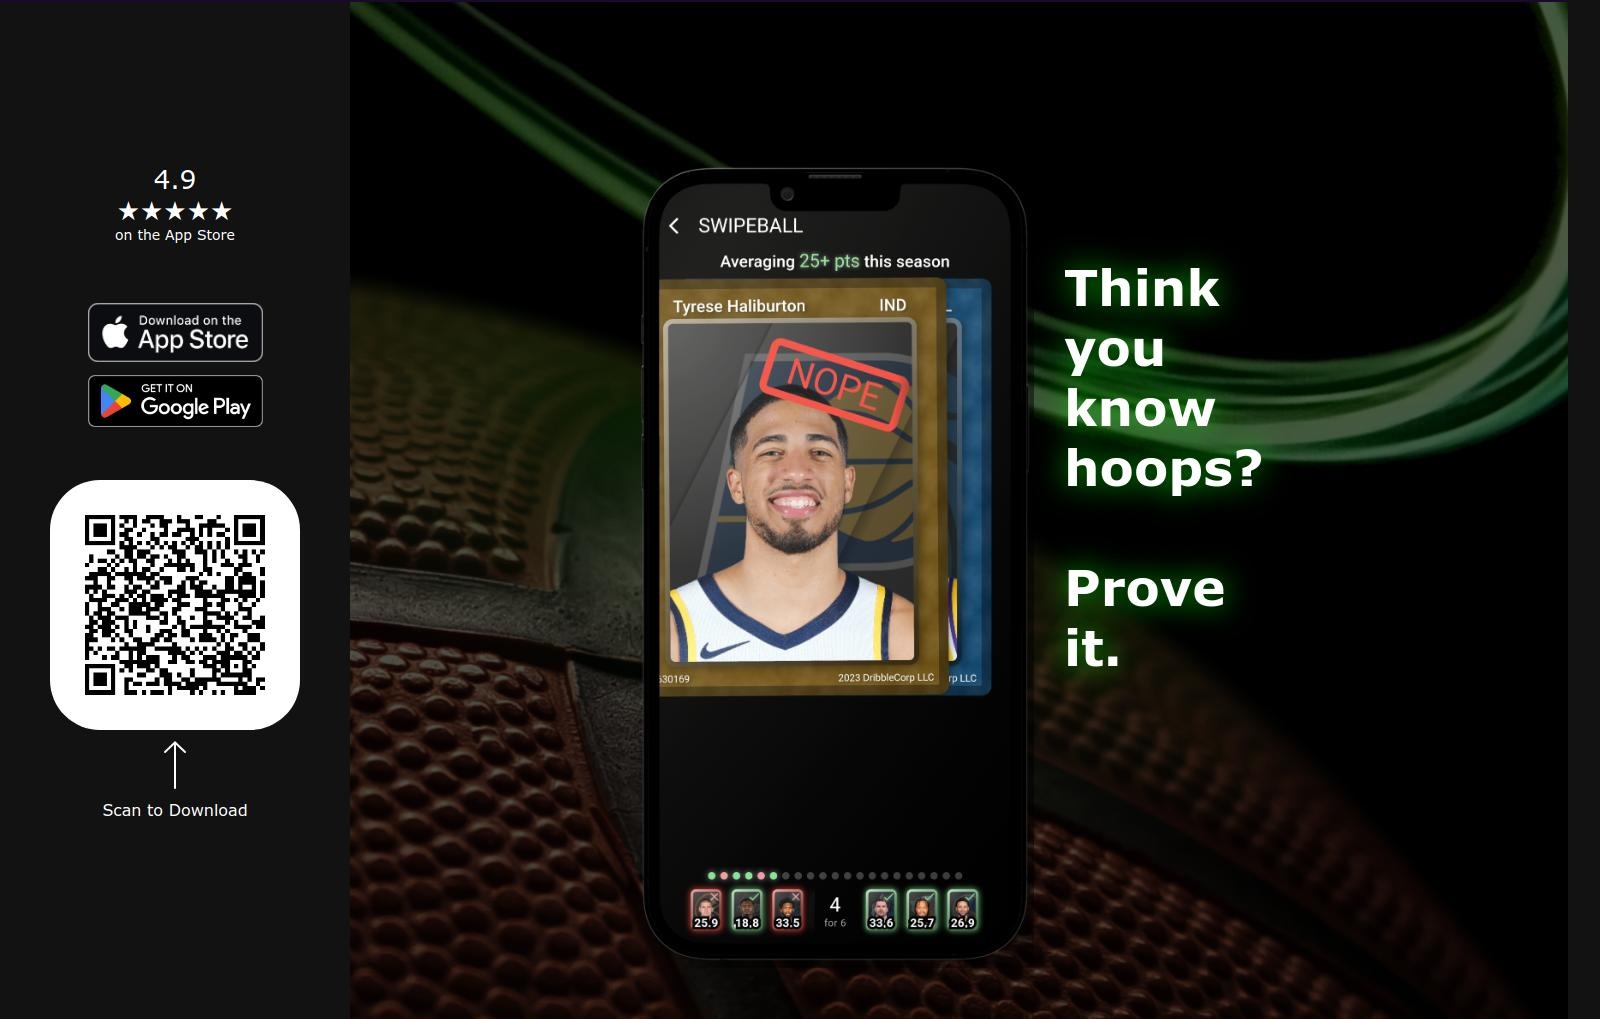 4.9
★★★★★
on the App Store
Download on the
App Store
GET IT ON
Google Play
Scan to Download
SWIPEBALL
Averaging 25+ pts this season
Tyrese Haliburton IND
NOPE
2023 DribbleCorp LLC
4
for 6
25.9 18.8 33.5 33.6 25.7 26.9
Think
you
know
hoops?
Prove
it.